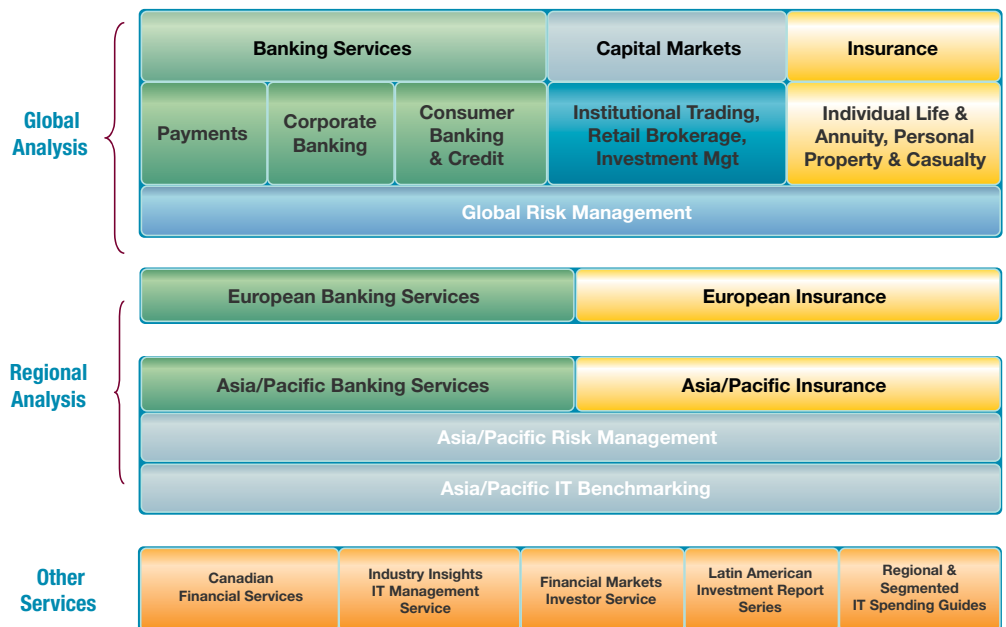 Global
Analysis
Banking Services
Capital Markets
Insurance
Payments
Corporate
Banking
Consumer
Banking
& Credit
Institutional Trading,
Retail Brokerage,
Investment Mgt
Individual Life &
Annuity, Personal
Property & Casualty
Global Risk Management
Regional
Analysis
European Banking Services
European Insurance
Asia/Pacific Banking Services
Asia/Pacific Insurance
Asia/Pacific Risk Management
Asia/Pacific IT Benchmarking
Other
Services
Canadian
Financial Services
Industry Insights
IT Management
Service
Financial Markets
Investor Service
Latin American
Investment Report
Series
Regional &
Segmented
IT Spending Guides